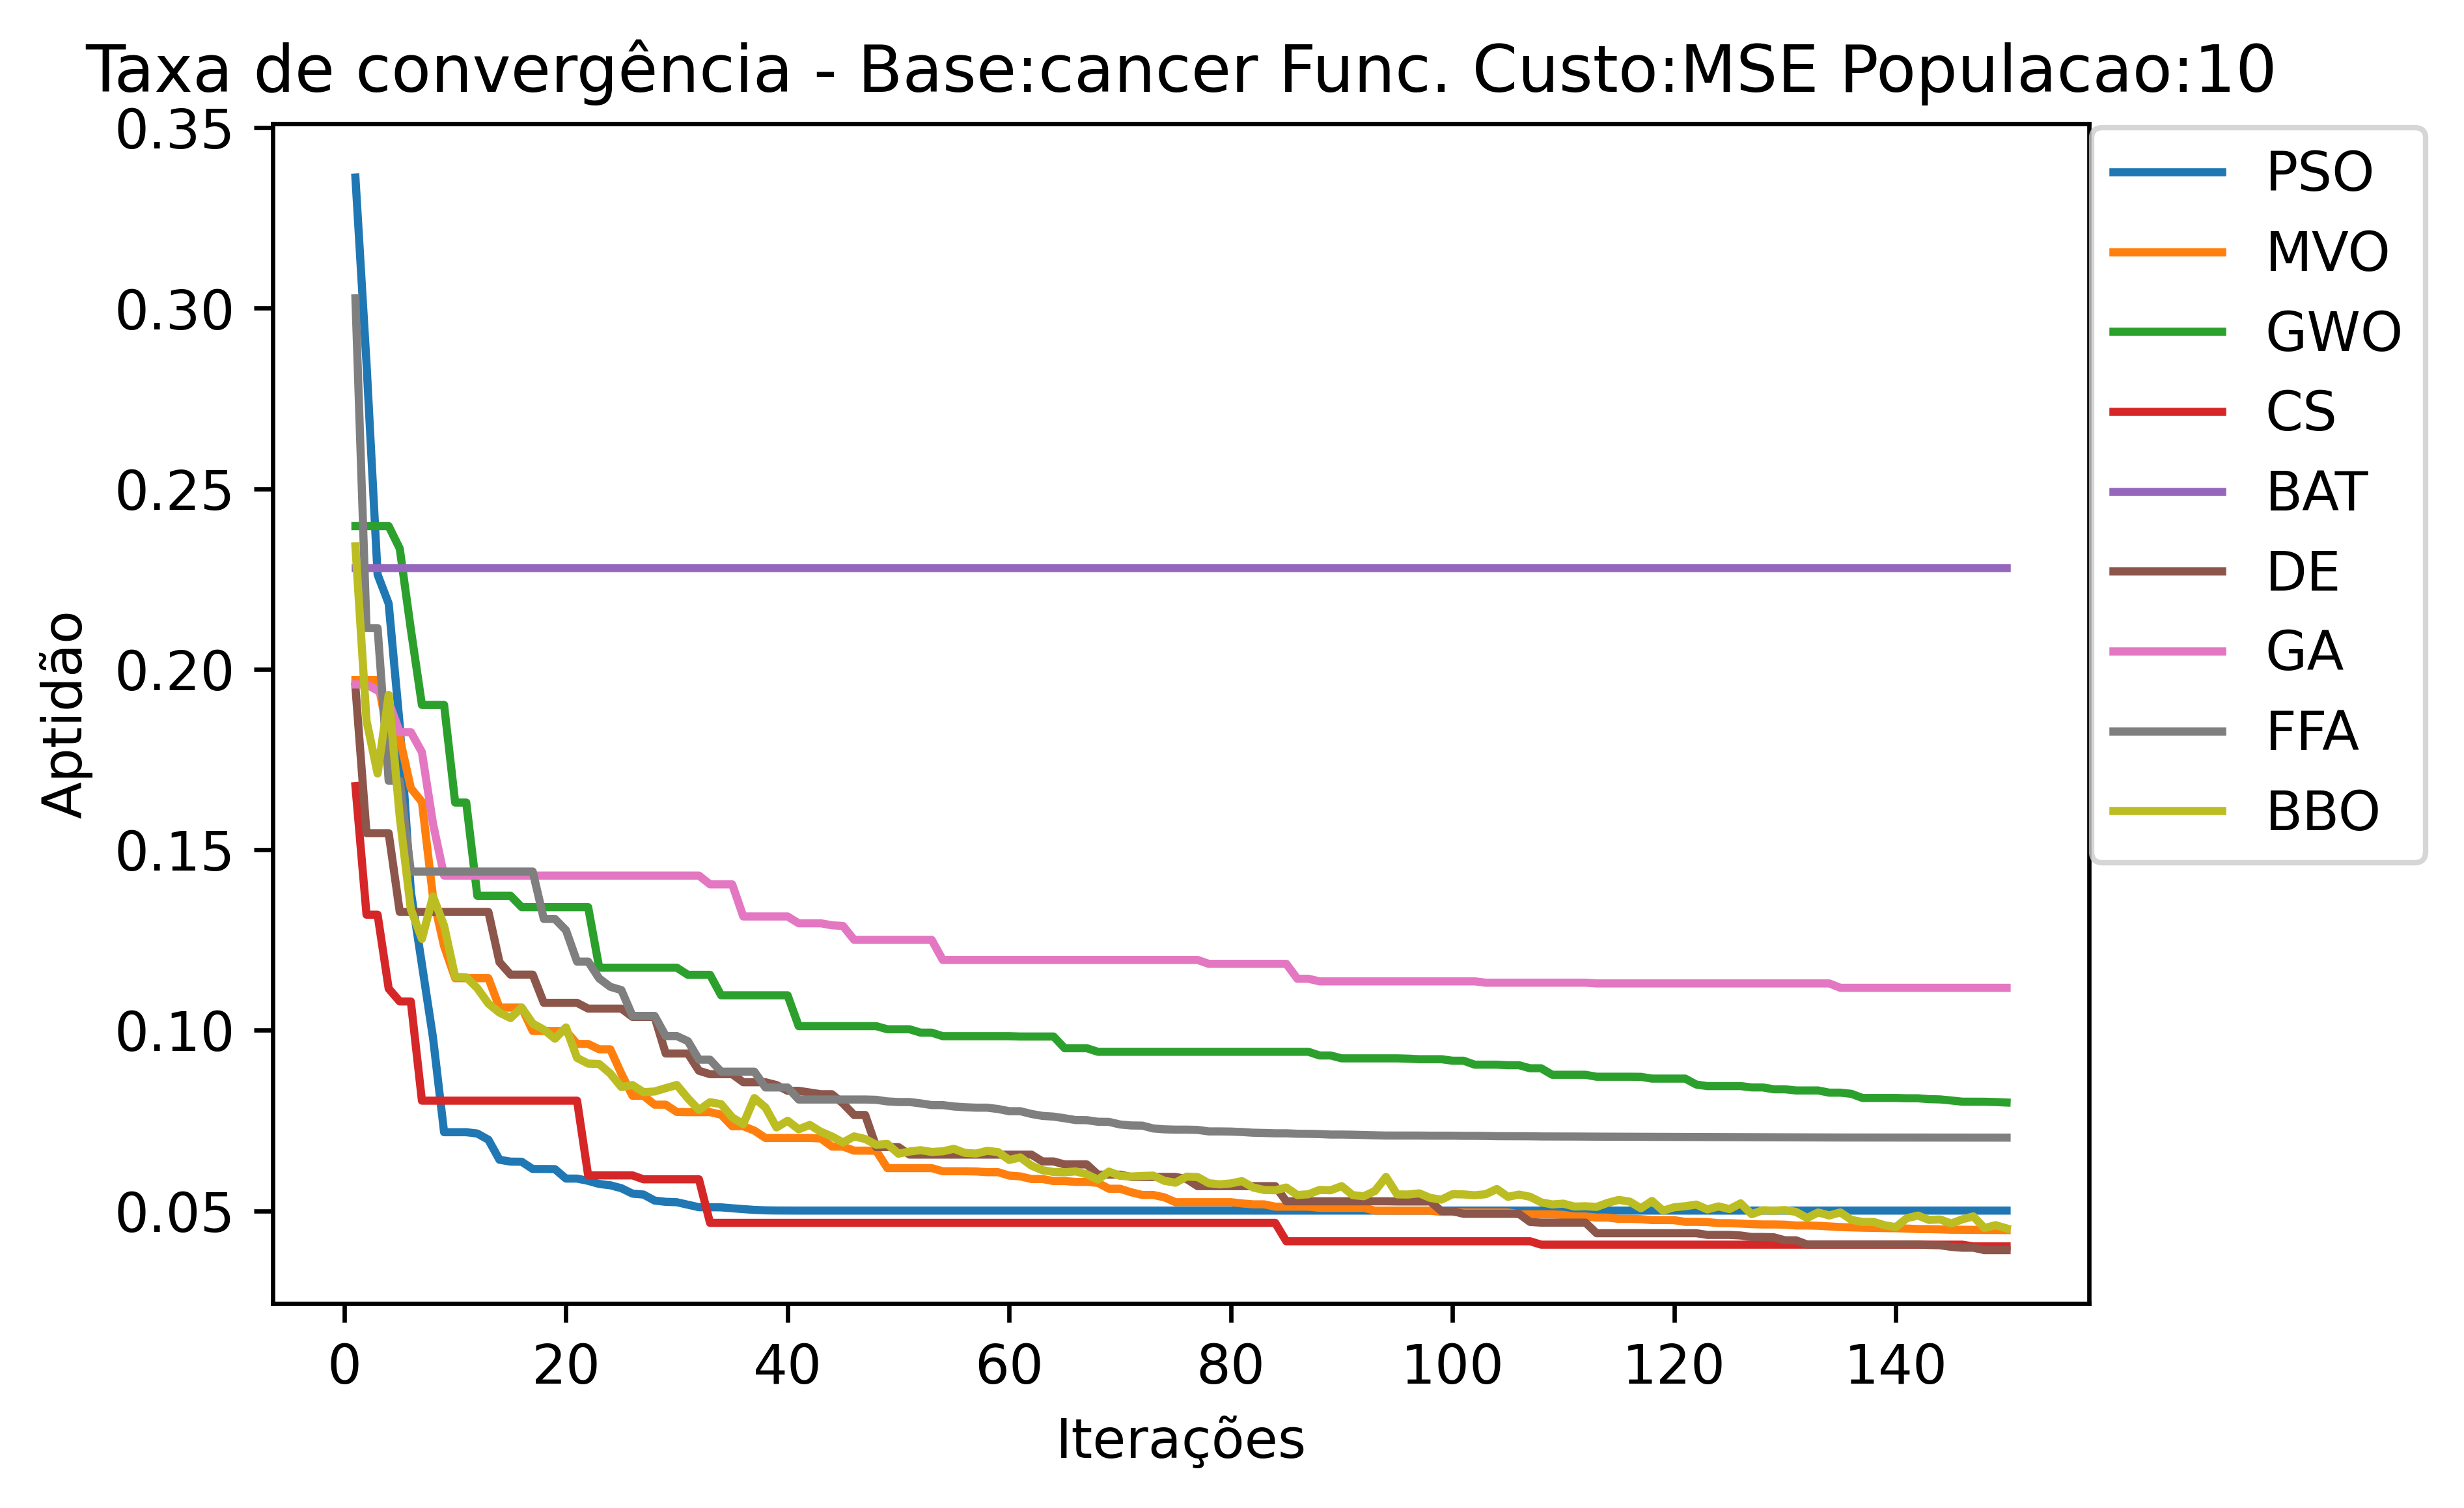 Taxa de convergência - Base:cancer Func. Custo:MSE Populacao:10
0.35
0.30
0.25
0.20
0.15
0.10
0.05
Aptidão
0 20 40 60 80 100 120 140
Iterações
PSO
MVO
GWO
CS
BAT
DE
GA
FFA
BBO